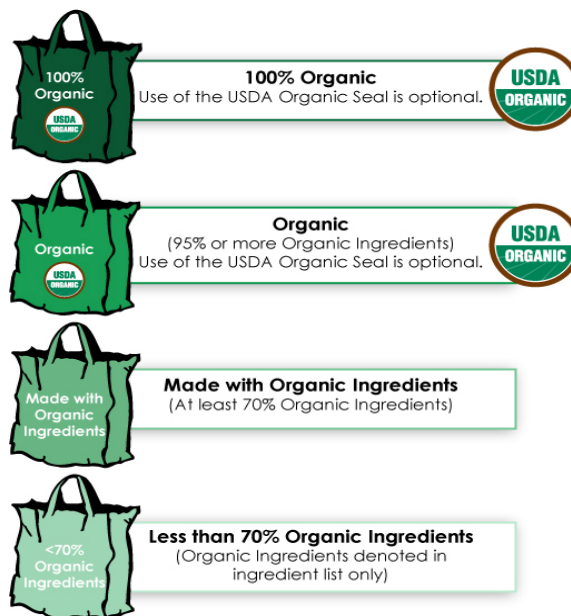 100%
Organic
USDA
ORGANIC
100% Organic
Use of the USDA Organic Seal is optional.
USDA
ORGANIC
Organic
USDA
ORGANIC
Organic
(95% or more Organic Ingredients)
Use of the USDA Organic Seal is optional.
USDA
ORGANIC
Made with
Organic
Ingredients
Made with Organic Ingredients
(At least 70% Organic Ingredients)
<70%
Organic
Ingredients
Less than 70% Organic Ingredients
(Organic Ingredients denoted in
ingredient list only)